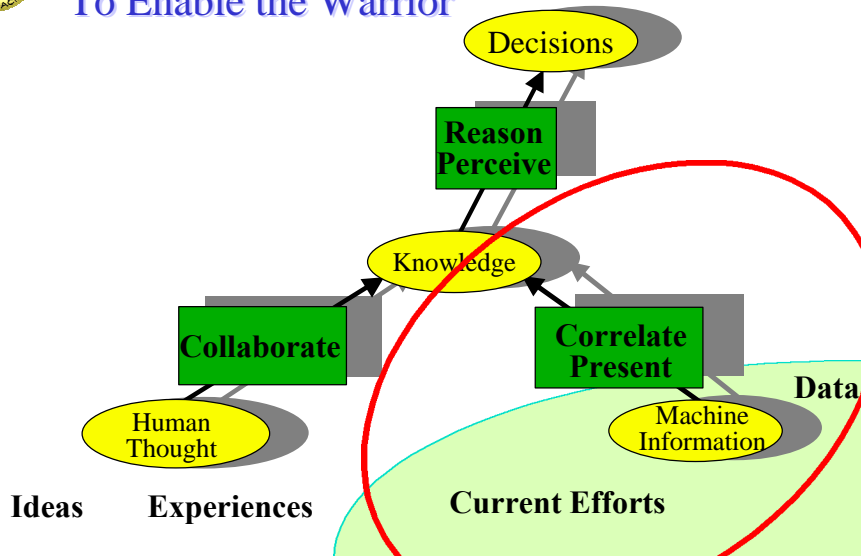 To Enable the Warrior
Decisions
Reason
Perceive
Knowledge
Collaborate
Correlate
Present
Data
Human
Thought
Machine
Information
Ideas
Experiences
Current Efforts